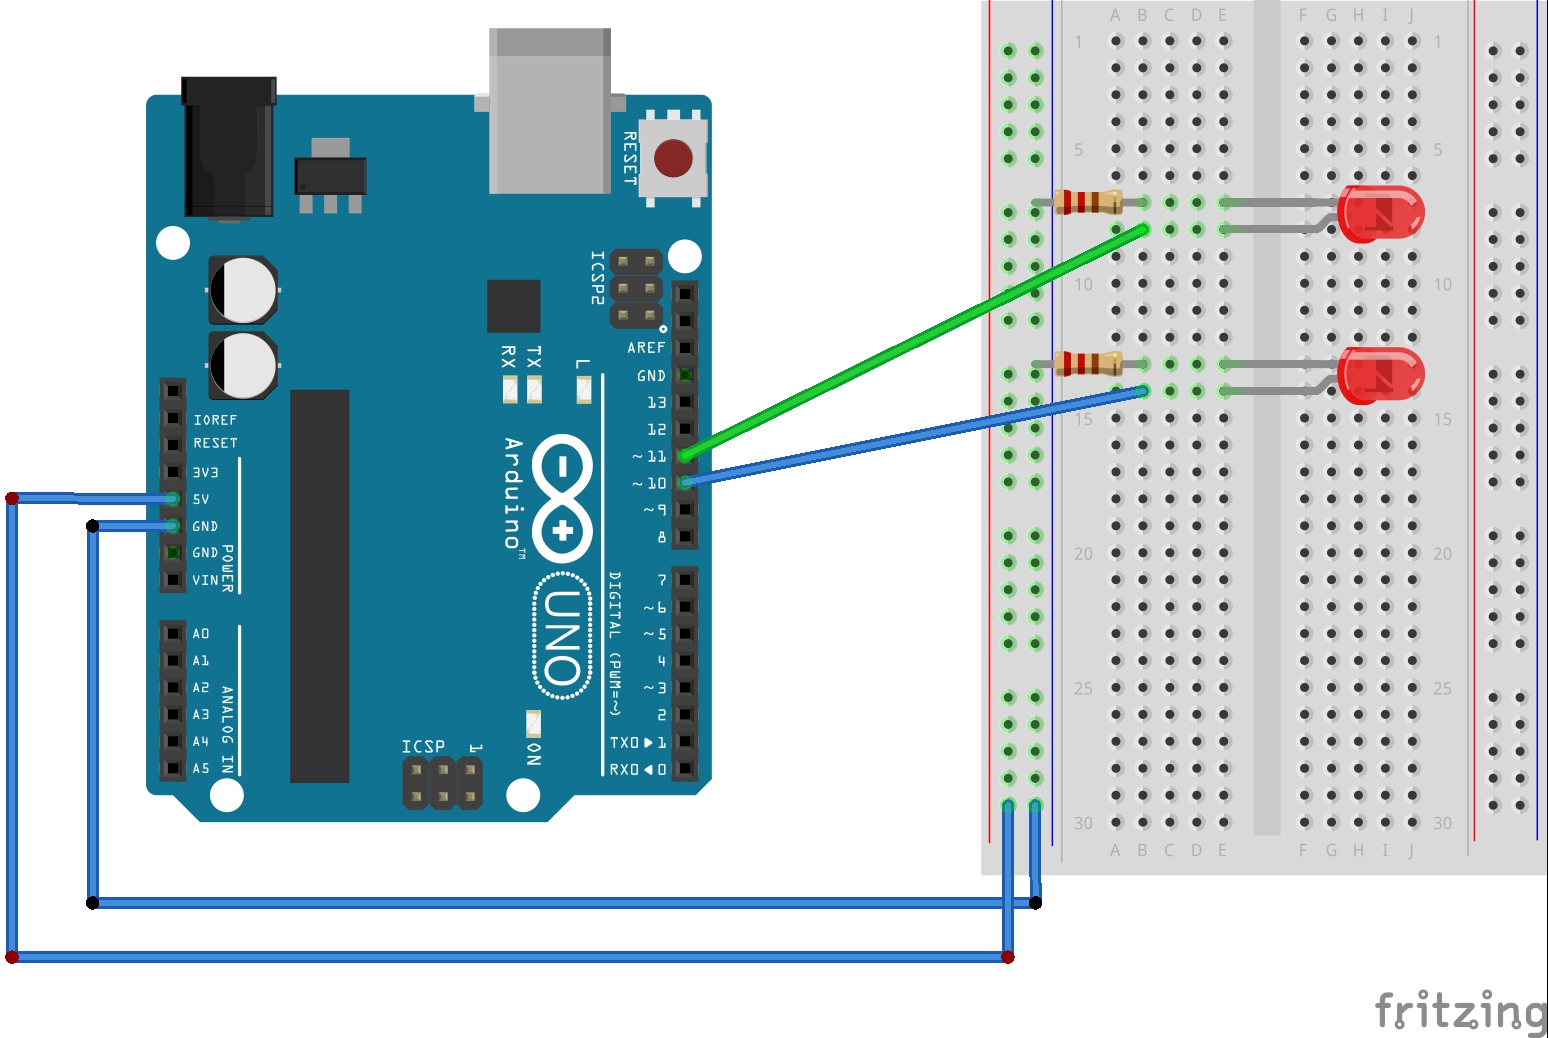 A B C D E F G H I J
1 1
5 5
10 10
15 15
20 20
25 25
30 30
A B C D E F G H I J
RESET
ICSP2
AREF
GND
13
12
~11
~10
~9
8
7
~6
~5
4
~3
2
TX0▶1
RX0◀0
RX
TX
L
IOREF
RESET
3V3
5V
GND
GND
VIN
POWER
A0
A1
A2
A3
A4
A5
ANALOG IN
Arduino™
UNO
DIGITAL (PWM=~)
ICSP 1
ON
fritzing